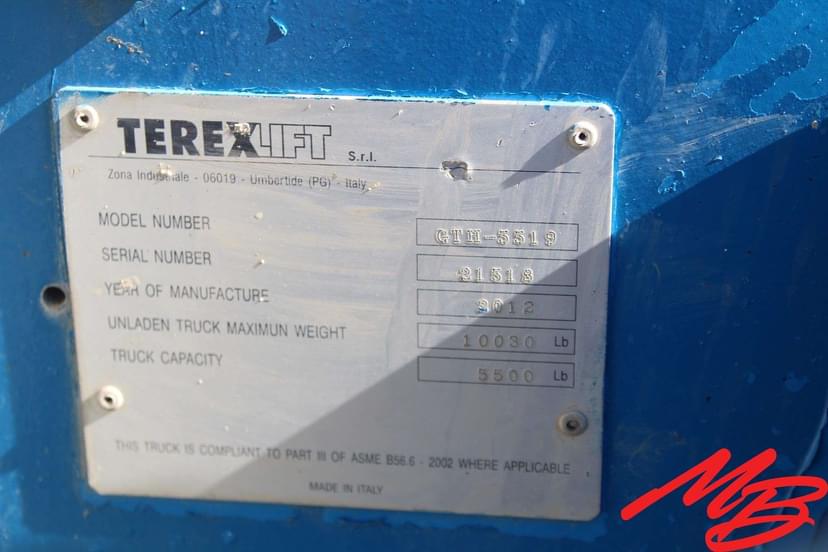 TEREXLIFT S.r.l.
Zona Industriale - 06019 - Umbertide (PG) - Italy
MODEL NUMBER GTH-5519
SERIAL NUMBER 21518
YEAR OF MANUFACTURE 2012
UNLADEN TRUCK MAXIMUN WEIGHT 10030 Lb
TRUCK CAPACITY 5500 Lb
THIS TRUCK IS COMPLIANT TO PART III OF ASME B56.6 - 2002 WHERE APPLICABLE
MADE IN ITALY
MB